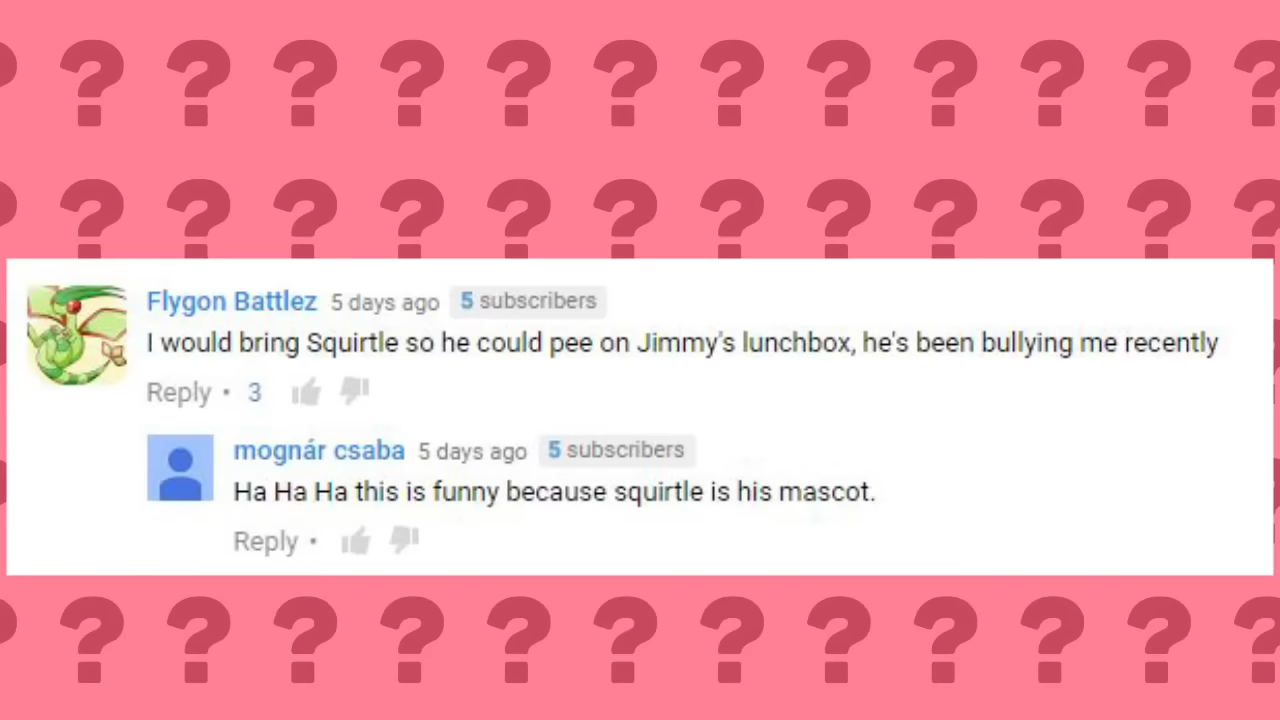 Flygon Battlez 5 days ago 5 subscribers
I would bring Squirtle so he could pee on Jimmy's lunchbox, he's been bullying me recently
Reply • 3
mognár csaba 5 days ago 5 subscribers
Ha Ha Ha this is funny because squirtle is his mascot.
Reply •